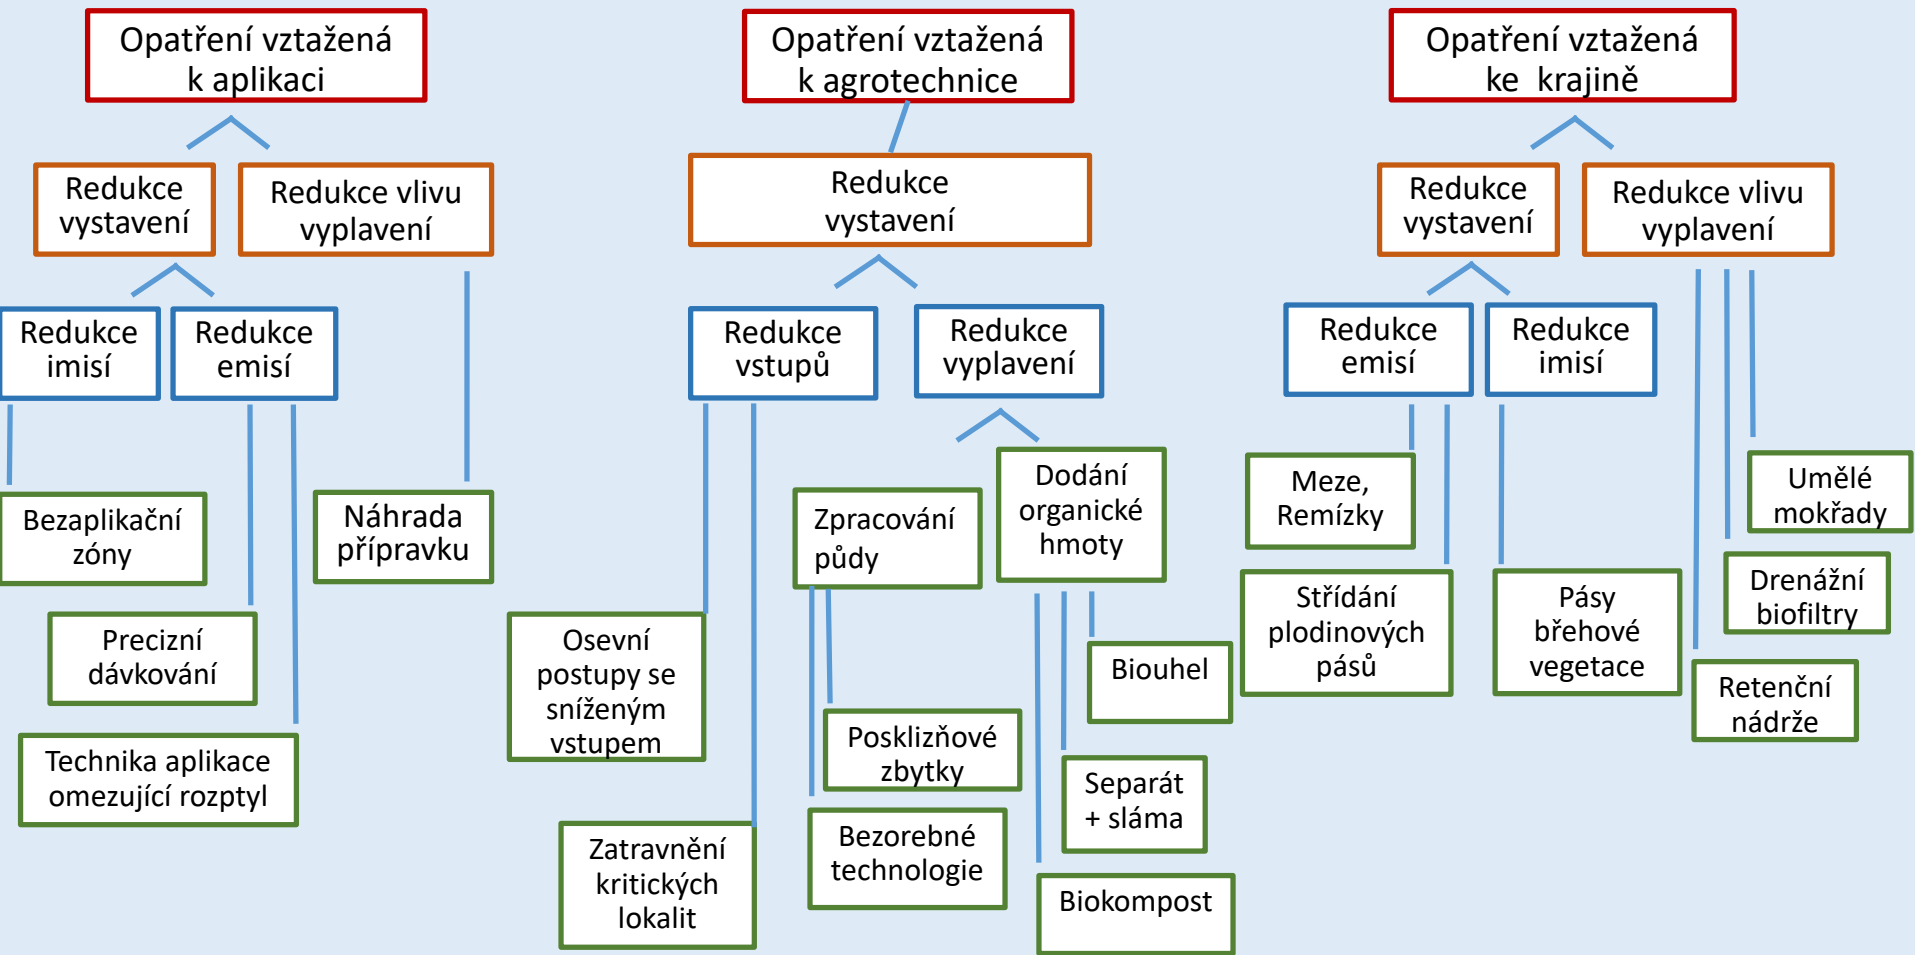 Opatření vztažená
k aplikaci
Redukce
vystavení
Redukce vlivu
vyplavení
Redukce
imisí
Redukce
emisí
Bezaplikační
zóny
Náhrada
přípravku
Precizní
dávkování
Technika aplikace
omezující rozptyl
Opatření vztažená
k agrotechnice
Redukce
vystavení
Redukce
vstupů
Redukce
vyplavení
Zpracování
půdy
Dodání
organické
hmoty
Osevní
postupy se
sníženým
vstupem
Biouhel
Posklizňové
zbytky
Separát
+ sláma
Zatravnění
kritických
lokalit
Bezorebné
technologie
Biokompost
Opatření vztažená
ke  krajině
Redukce
vystavení
Redukce vlivu
vyplavení
Redukce
emisí
Redukce
imisí
Meze,
Remízky
Umělé
mokřady
Střídání
plodinových
pásů
Pásy
břehové
vegetace
Drenážní
biofiltry
Retenční
nádrže